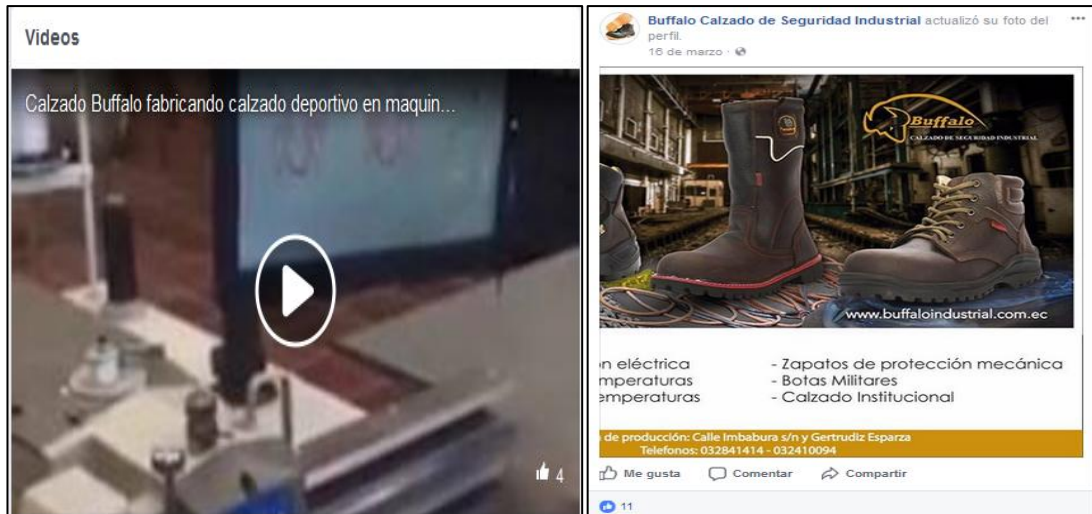 Videos
Calzado Buffalo fabricando calzado deportivo en maquin...
4
Buffalo Calzado de Seguridad Industrial actualizó su foto del
perfil.
16 de marzo
Buffalo
CALZADO DE SEGURIDAD INDUSTRIAL
www.buffaloindustrial.com.ec
n eléctrica
mperaturas
emperaturas
- Zapatos de protección mecánica
- Botas Militares
- Calzado Institucional
de producción: Calle Imbabura s/n y Gertrudiz Esparza
Telefonos: 032841414 - 032410094
Me gusta Comentar Compartir
11